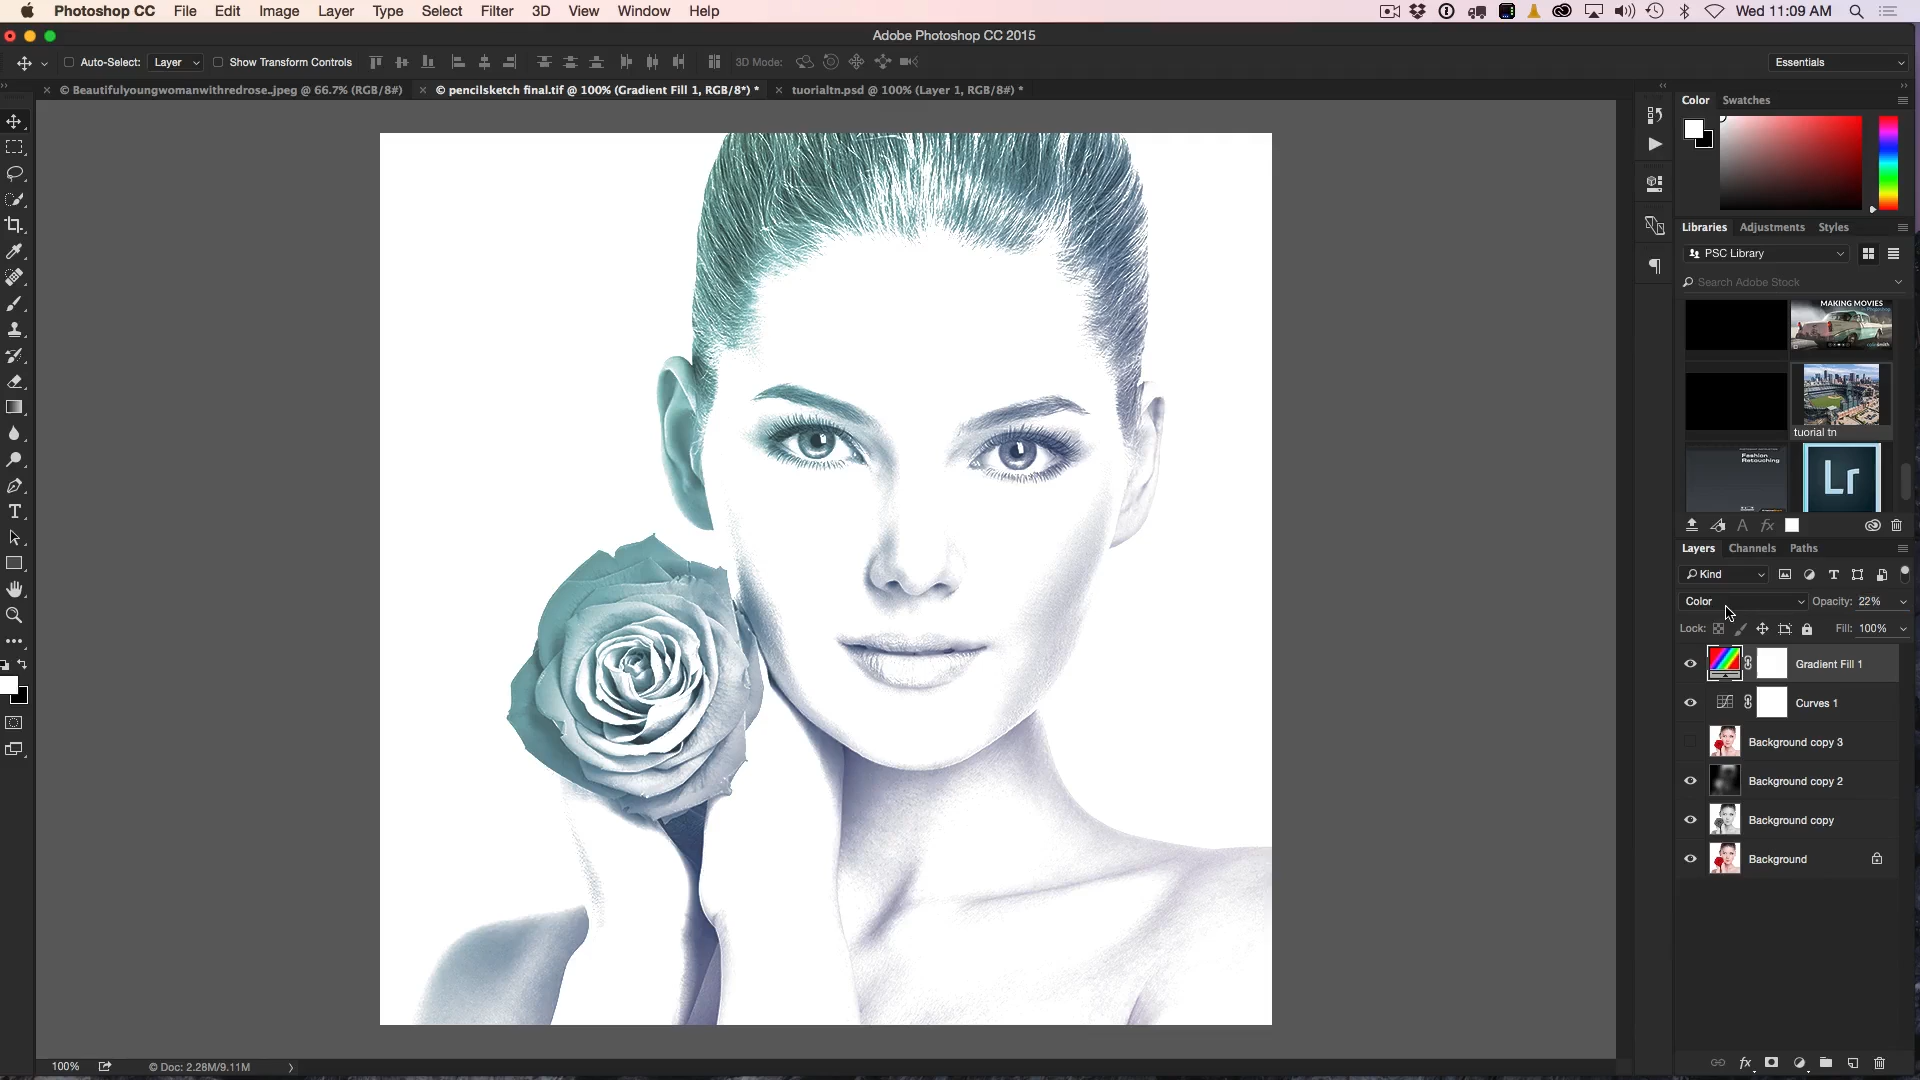 Photoshop CC File Edit Image Layer Type Select Filter 3D View Window Help Wed 11:09 AM
Adobe Photoshop CC 2015
Auto-Select: Layer Show Transform Controls 3D Mode: Essentials
© Beautifulyoungwomanwithredrose..jpeg @ 66.7% (RGB/8#) © pencilsketch final.tif @ 100% (Gradient Fill 1, RGB/8*) * tuorialtn.psd @ 100% (Layer 1, RGB/8#) *
Color Swatches
Libraries Adjustments Styles
PSC Library
Search Adobe Stock
MAKING MOVIES
tuorial tn
Fashion
Retouching
Lr
Layers Channels Paths
Kind
Color Opacity: 22%
Lock: Fill: 100%
Gradient Fill 1
Curves 1
Background copy 3
Background copy 2
Background copy
Background
100% © Doc: 2.28M/9.11M